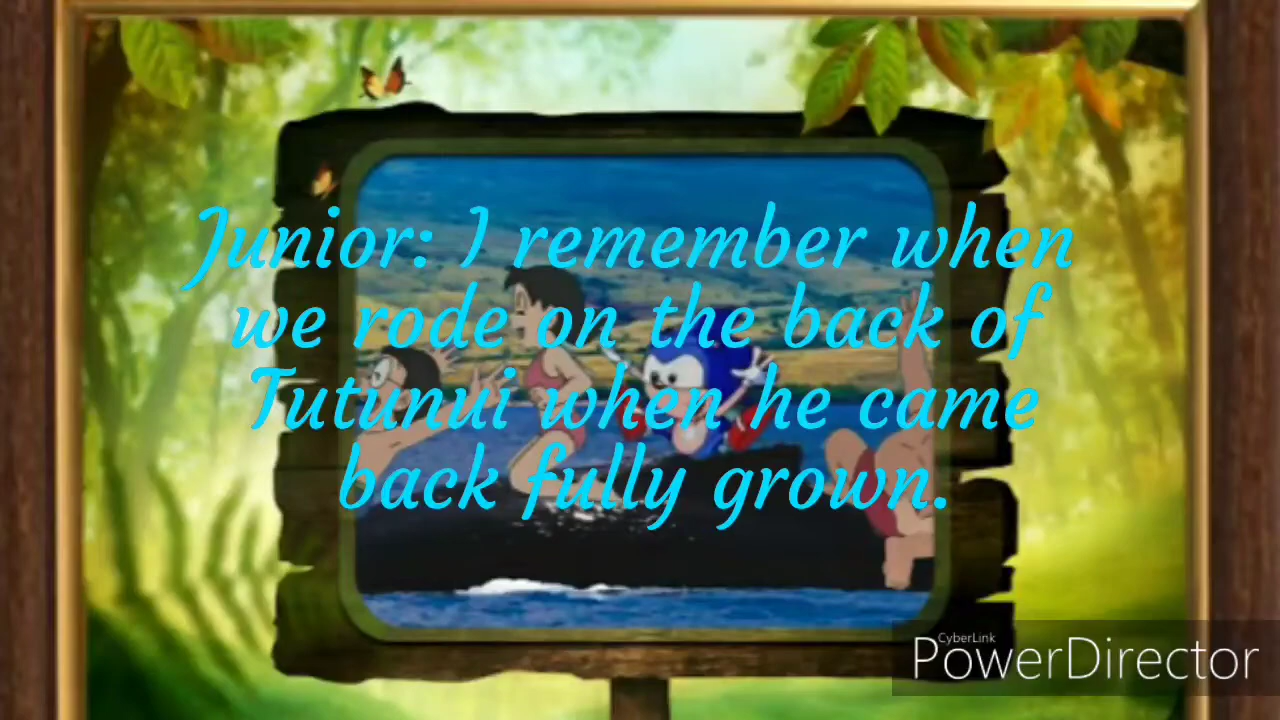 Junior: I remember when
we rode on the back of
Tutunui when he came
back fully grown.
CyberLink
PowerDirector